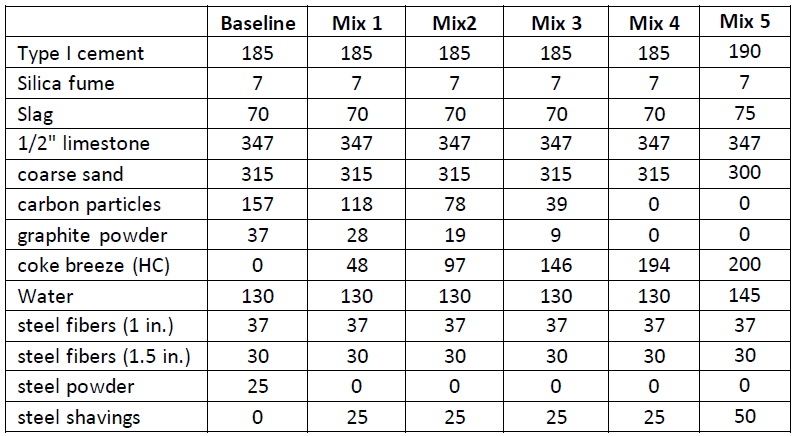 Baseline Mix 1 Mix2 Mix 3 Mix 4 Mix 5
Type I cement 185 185 185 185 185 190
Silica fume 7 7 7 7 7 7
Slag 70 70 70 70 70 75
1/2" limestone 347 347 347 347 347 347
coarse sand 315 315 315 315 315 300
carbon particles 157 118 78 39 0 0
graphite powder 37 28 19 9 0 0
coke breeze (HC) 0 48 97 146 194 200
Water 130 130 130 130 130 145
steel fibers (1 in.) 37 37 37 37 37 37
steel fibers (1.5 in.) 30 30 30 30 30 30
steel powder 25 0 0 0 0 0
steel shavings 0 25 25 25 25 50